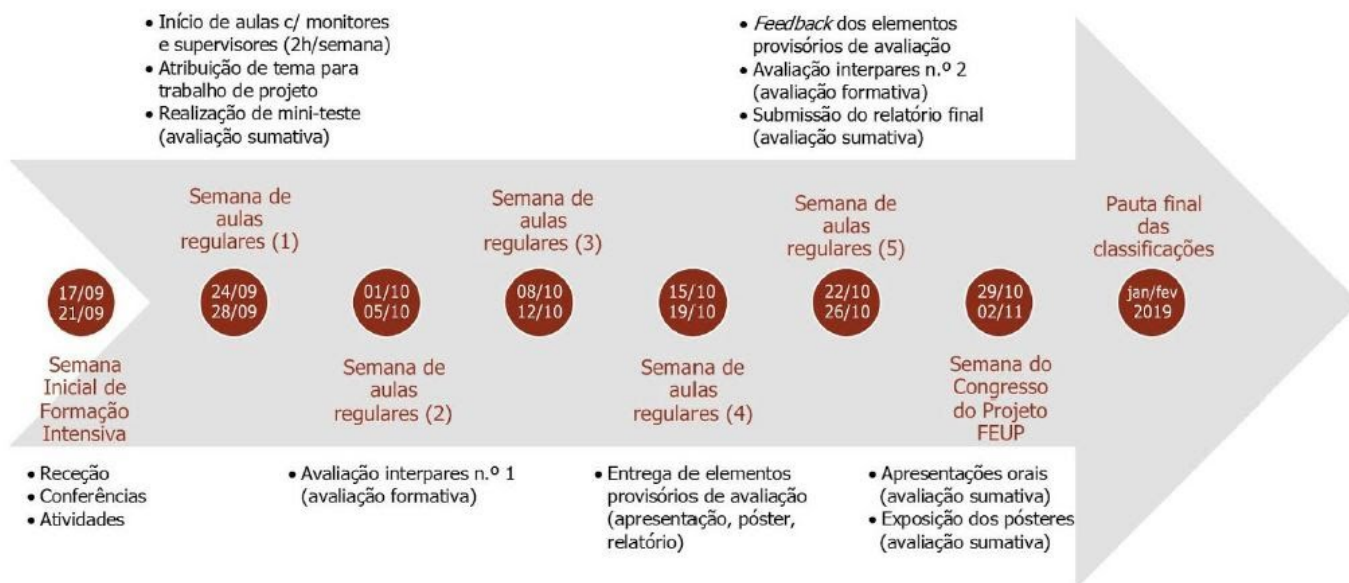 • Início de aulas c/ monitores
e supervisores (2h/semana)
• Atribuição de tema para
trabalho de projeto
• Realização de mini-teste
(avaliação sumativa)
• Feedback dos elementos
provisórios de avaliação
• Avaliação interpares n.º 2
(avaliação formativa)
• Submissão do relatório final
(avaliação sumativa)
Semana de
aulas
regulares (1)
Semana de
aulas
regulares (3)
Semana de
aulas
regulares (5)
Pauta final
das
classificações
17/09
21/09
24/09
28/09
01/10
05/10
08/10
12/10
15/10
19/10
22/10
26/10
29/10
02/11
jan/fev
2019
Semana
Inicial de
Formação
Intensiva
Semana de
aulas
regulares (2)
Semana de
aulas
regulares (4)
Semana do
Congresso
do Projeto
FEUP
• Receção
• Conferências
• Atividades
• Avaliação interpares n.º 1
(avaliação formativa)
• Entrega de elementos
provisórios de avaliação
(apresentação, póster,
relatório)
• Apresentações orais
(avaliação sumativa)
• Exposição dos pósteres
(avaliação sumativa)